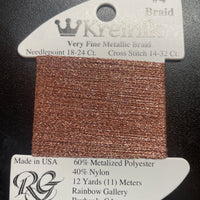 #4
Braid
Kreinik
Very Fine Metallic Braid
Needlepoint 18-24 Ct. Cross Stitch 14-32 Ct.
Made in USA
60% Metalized Polyester
40% Nylon
12 Yards (11) Meters
Rainbow Gallery
RG